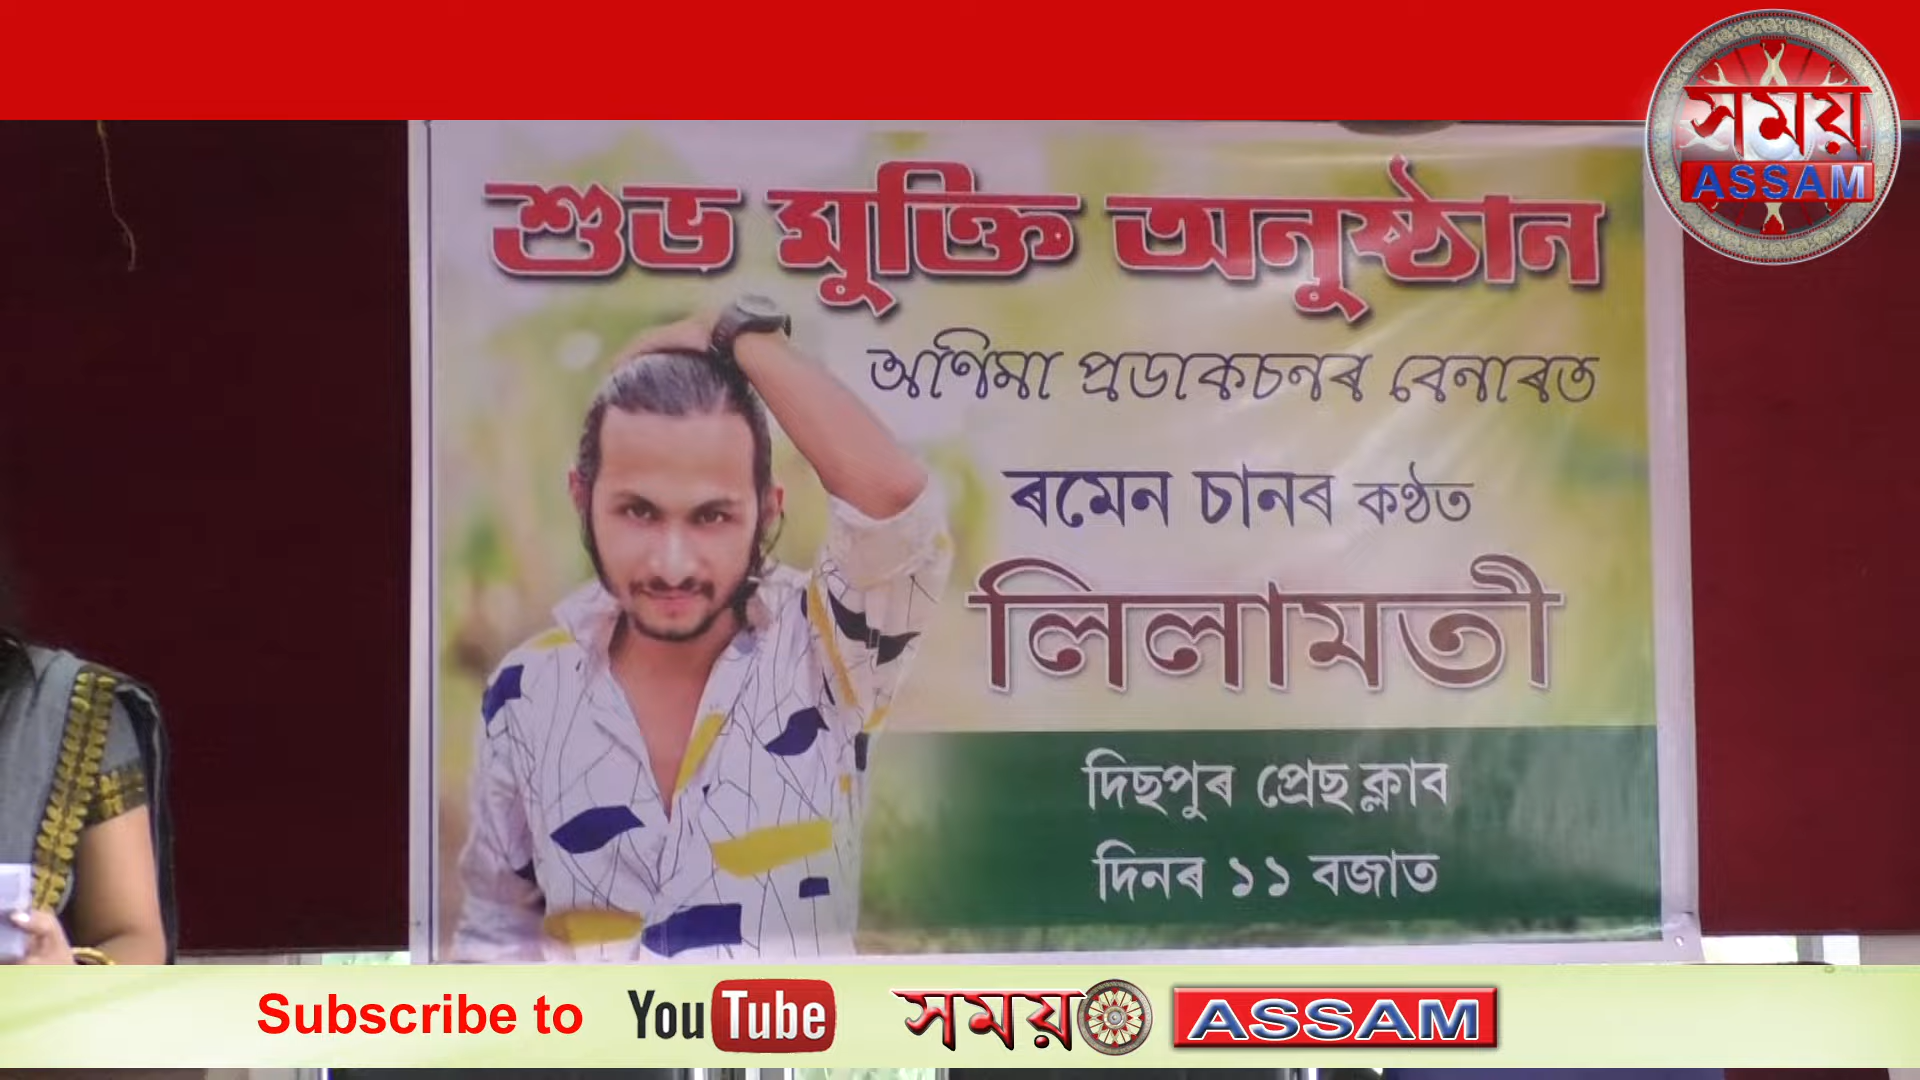 সময়
ASSAM
শুভ মুক্তি অনুষ্ঠান
অণিমা প্ৰডাকচনৰ বেনাৰত
ৰমেন চানৰ কণ্ঠত
লিলামতী
দিছপুৰ প্ৰেছ ক্লাব
দিনৰ ১১ বজাত
Subscribe to YouTube সময় ASSAM